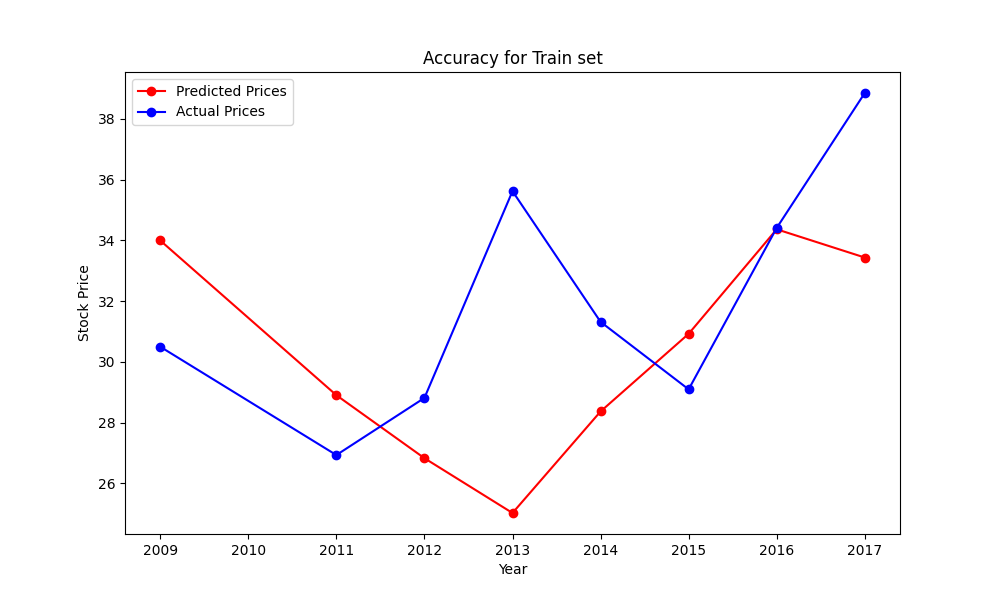 Accuracy for Train set
Predicted Prices
Actual Prices
38
36
34
32
30
28
26
Stock Price
2009 2010 2011 2012 2013 2014 2015 2016 2017
Year